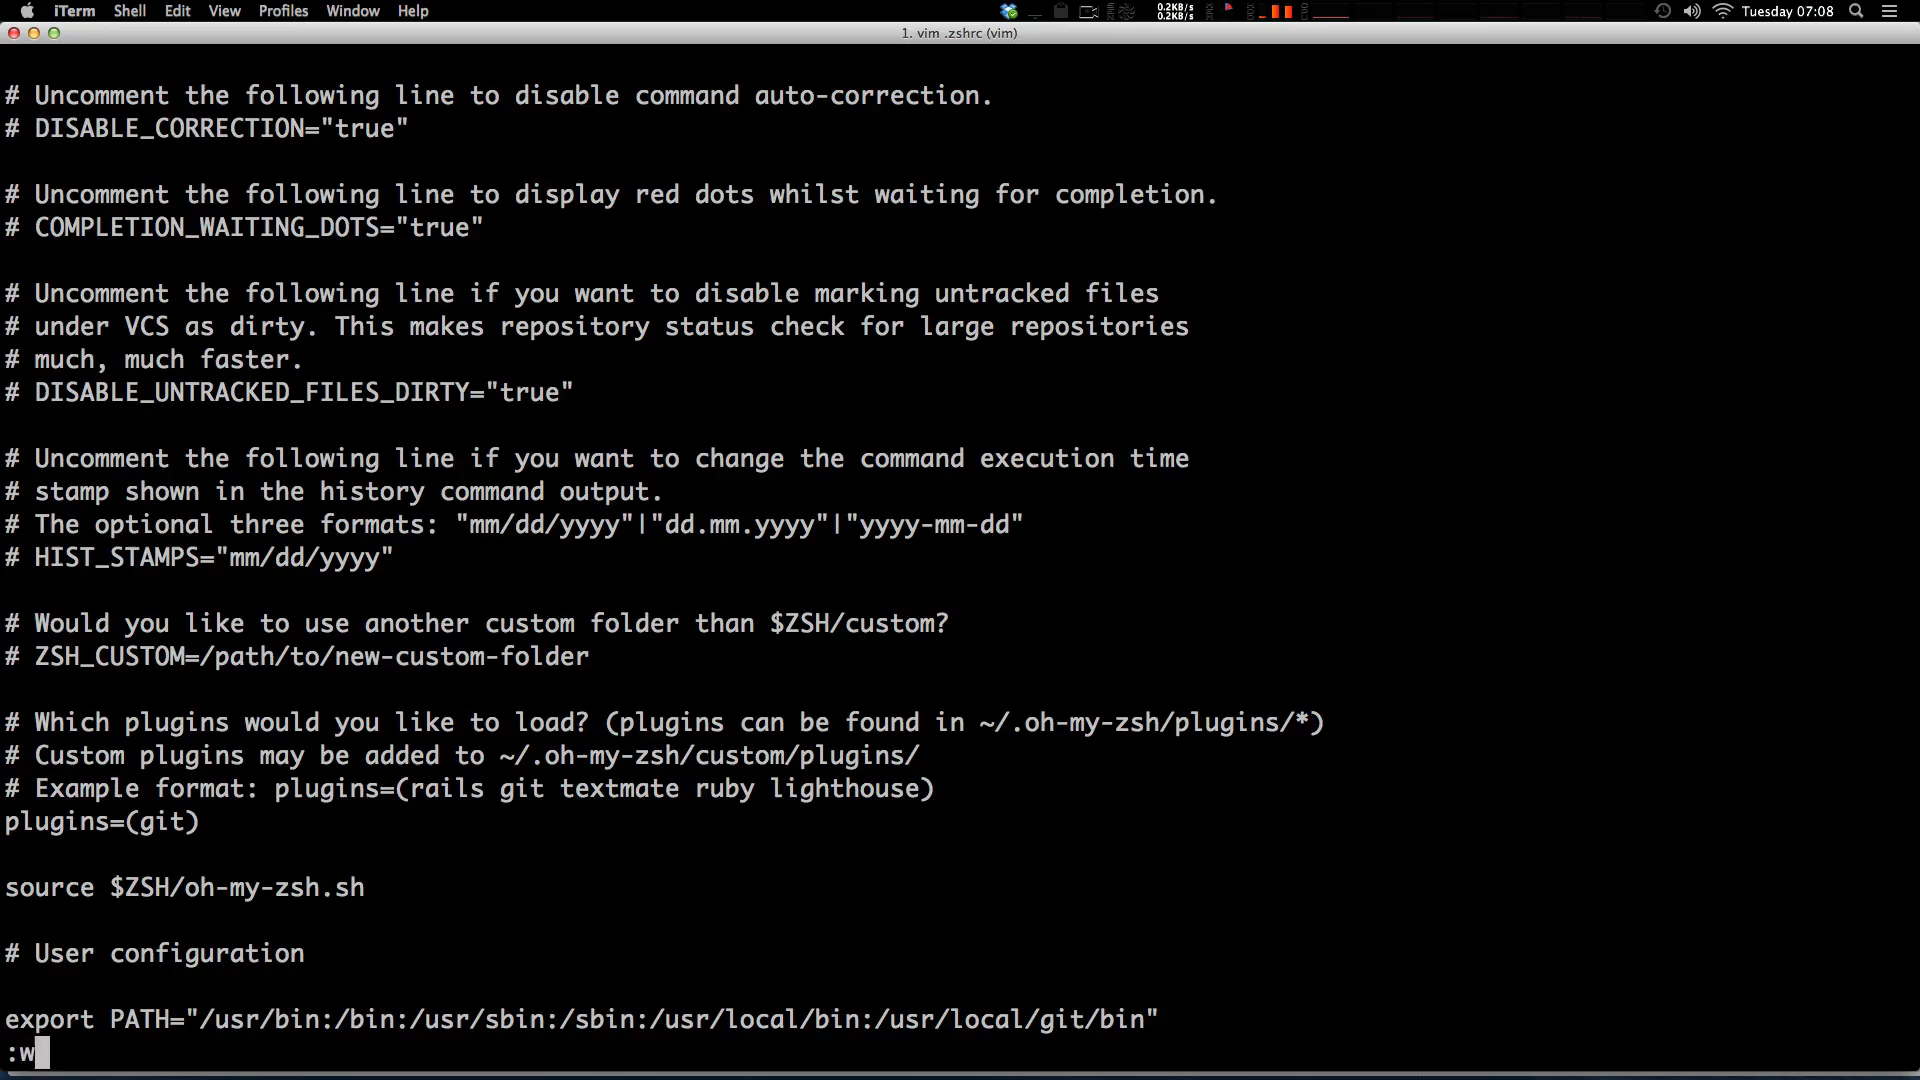 iTerm Shell Edit View Profiles Window Help 0.2KB/s Tuesday 07:08
0.2KB/s
1. vim .zshrc (vim)
# Uncomment the following line to disable command auto-correction.
# DISABLE_CORRECTION="true"
# Uncomment the following line to display red dots whilst waiting for completion.
# COMPLETION_WAITING_DOTS="true"
# Uncomment the following line if you want to disable marking untracked files
# under VCS as dirty. This makes repository status check for large repositories
# much, much faster.
# DISABLE_UNTRACKED_FILES_DIRTY="true"
# Uncomment the following line if you want to change the command execution time
# stamp shown in the history command output.
# The optional three formats: "mm/dd/yyyy"|"dd.mm.yyyy"|"yyyy-mm-dd"
# HIST_STAMPS="mm/dd/yyyy"
# Would you like to use another custom folder than $ZSH/custom?
# ZSH_CUSTOM=/path/to/new-custom-folder
# Which plugins would you like to load? (plugins can be found in ~/.oh-my-zsh/plugins/*)
# Custom plugins may be added to ~/.oh-my-zsh/custom/plugins/
# Example format: plugins=(rails git textmate ruby lighthouse)
plugins=(git)
source $ZSH/oh-my-zsh.sh
# User configuration
export PATH="/usr/bin:/bin:/usr/sbin:/sbin:/usr/local/bin:/usr/local/git/bin"
:w